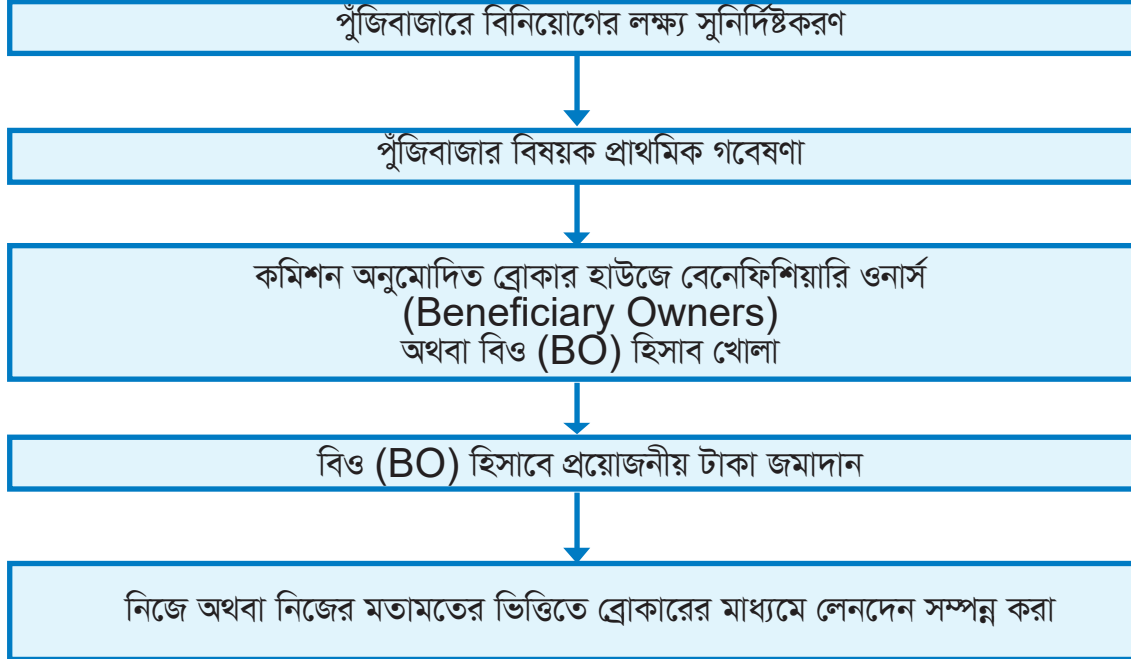 পুঁজিবাজারে বিনিয়োগের লক্ষ্য সুনির্দিষ্টকরণ
পুঁজিবাজার বিষয়ক প্রাথমিক গবেষণা
কমিশন অনুমোদিত ব্রোকার হাউজে বেনেফিশিয়ারি ওনার্স
(Beneficiary Owners)
অথবা বিও (BO) হিসাব খোলা
বিও (BO) হিসাবে প্রয়োজনীয় টাকা জমাদান
নিজে অথবা নিজের মতামতের ভিত্তিতে ব্রোকারের মাধ্যমে লেনদেন সম্পন্ন করা